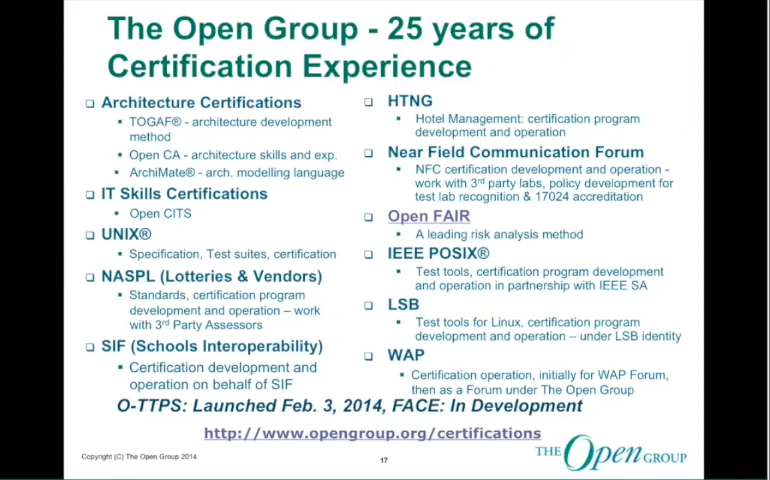 The Open Group - 25 years of
Certification Experience
Architecture Certifications
TOGAF® - architecture development
method
Open CA - architecture skills and exp.
ArchiMate® - arch. modelling language
IT Skills Certifications
Open CITS
UNIX®
Specification, Test suites, certification
NASPL (Lotteries & Vendors)
Standards, certification program
development and operation – work
with 3rd Party Assessors
SIF (Schools Interoperability)
Certification development and
operation on behalf of SIF
HTNG
Hotel Management: certification program
development and operation
Near Field Communication Forum
NFC certification development and operation -
work with 3rd party labs, policy development for
test lab recognition & 17024 accreditation
Open FAIR
A leading risk analysis method
IEEE POSIX®
Test tools, certification program development
and operation in partnership with IEEE SA
LSB
Test tools for Linux, certification program
development and operation – under LSB identity
WAP
Certification operation, initially for WAP Forum,
then as a Forum under The Open Group
O-TTPS: Launched Feb. 3, 2014, FACE: In Development
http://www.opengroup.org/certifications
Copyright (C) The Open Group 2014
17
THE Open GROUP